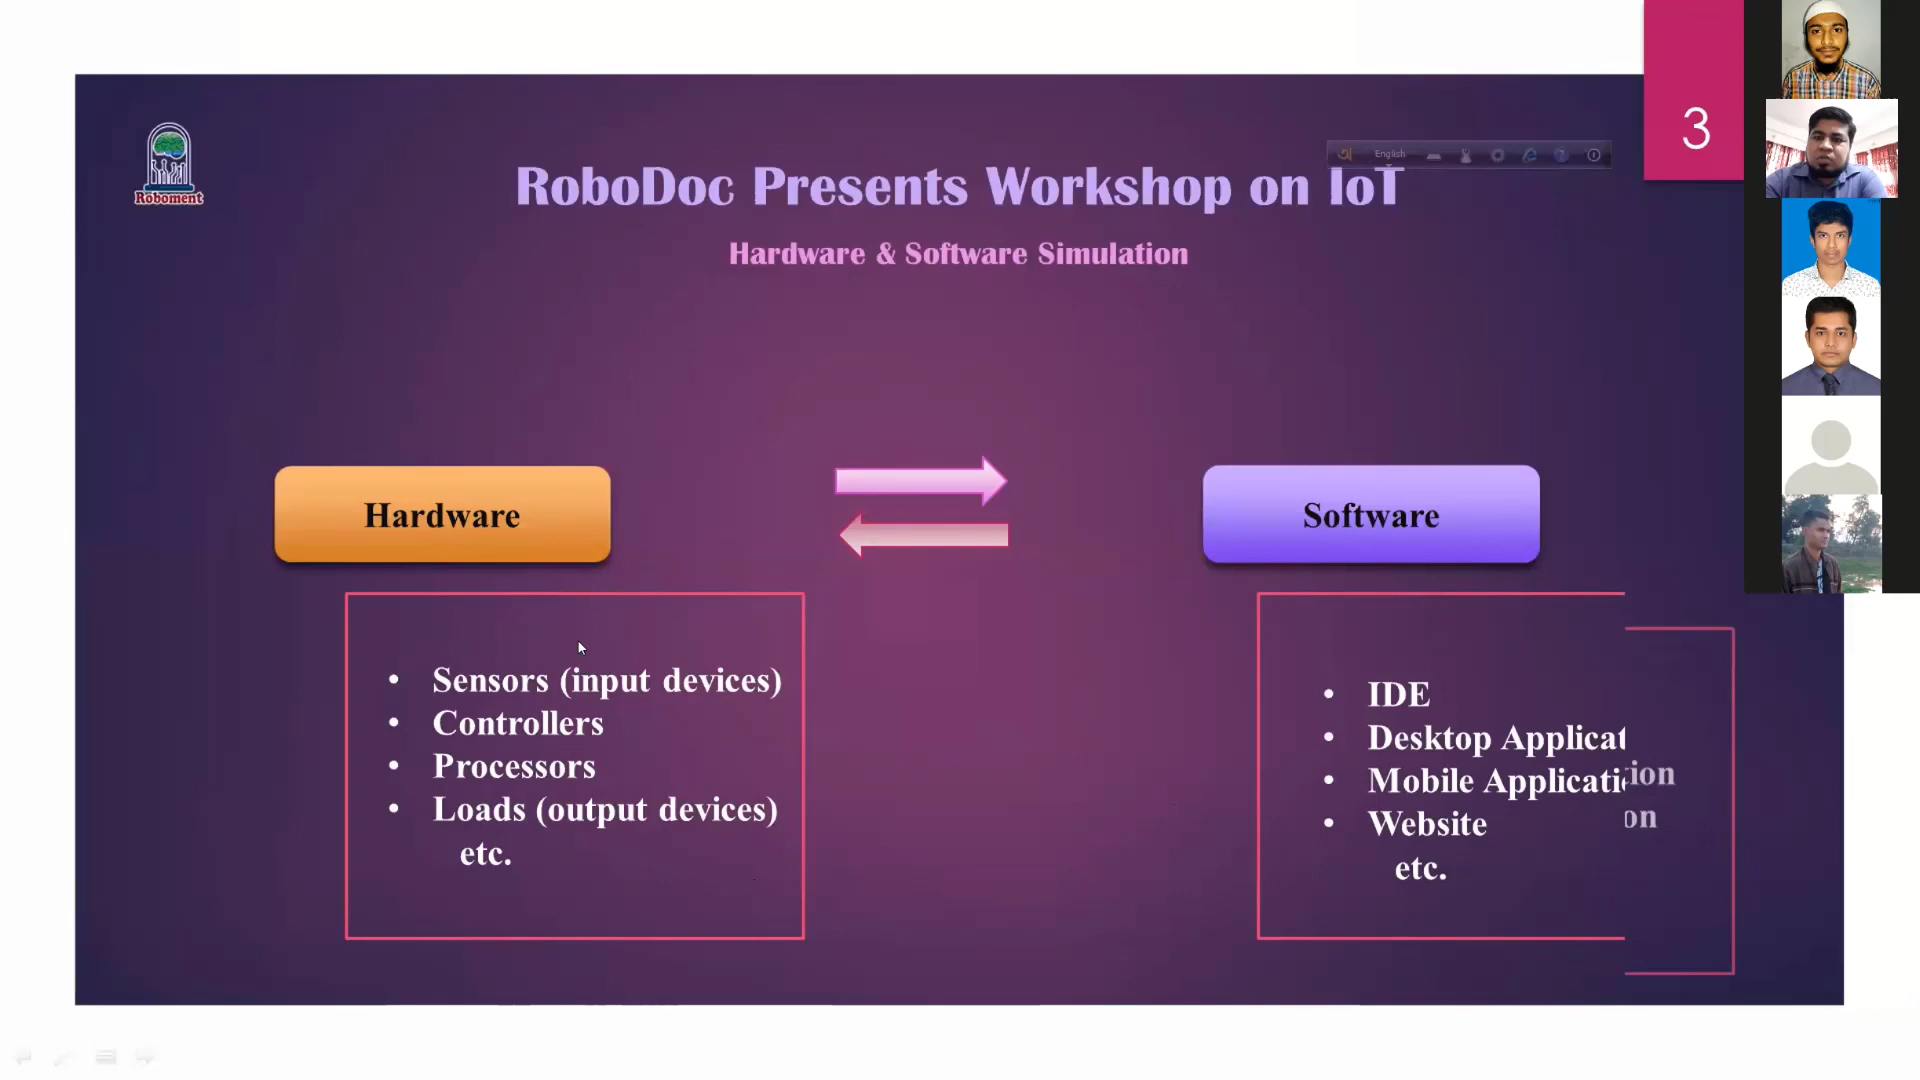 3
Roboment
অ English
RoboDoc Presents Workshop on IoT
Hardware & Software Simulation
Hardware
Software
• Sensors (input devices)
• Controllers
• Processors
• Loads (output devices)
etc.
• IDE
• Desktop Applicat
ion
• Mobile Applicati
on
• Website
etc.